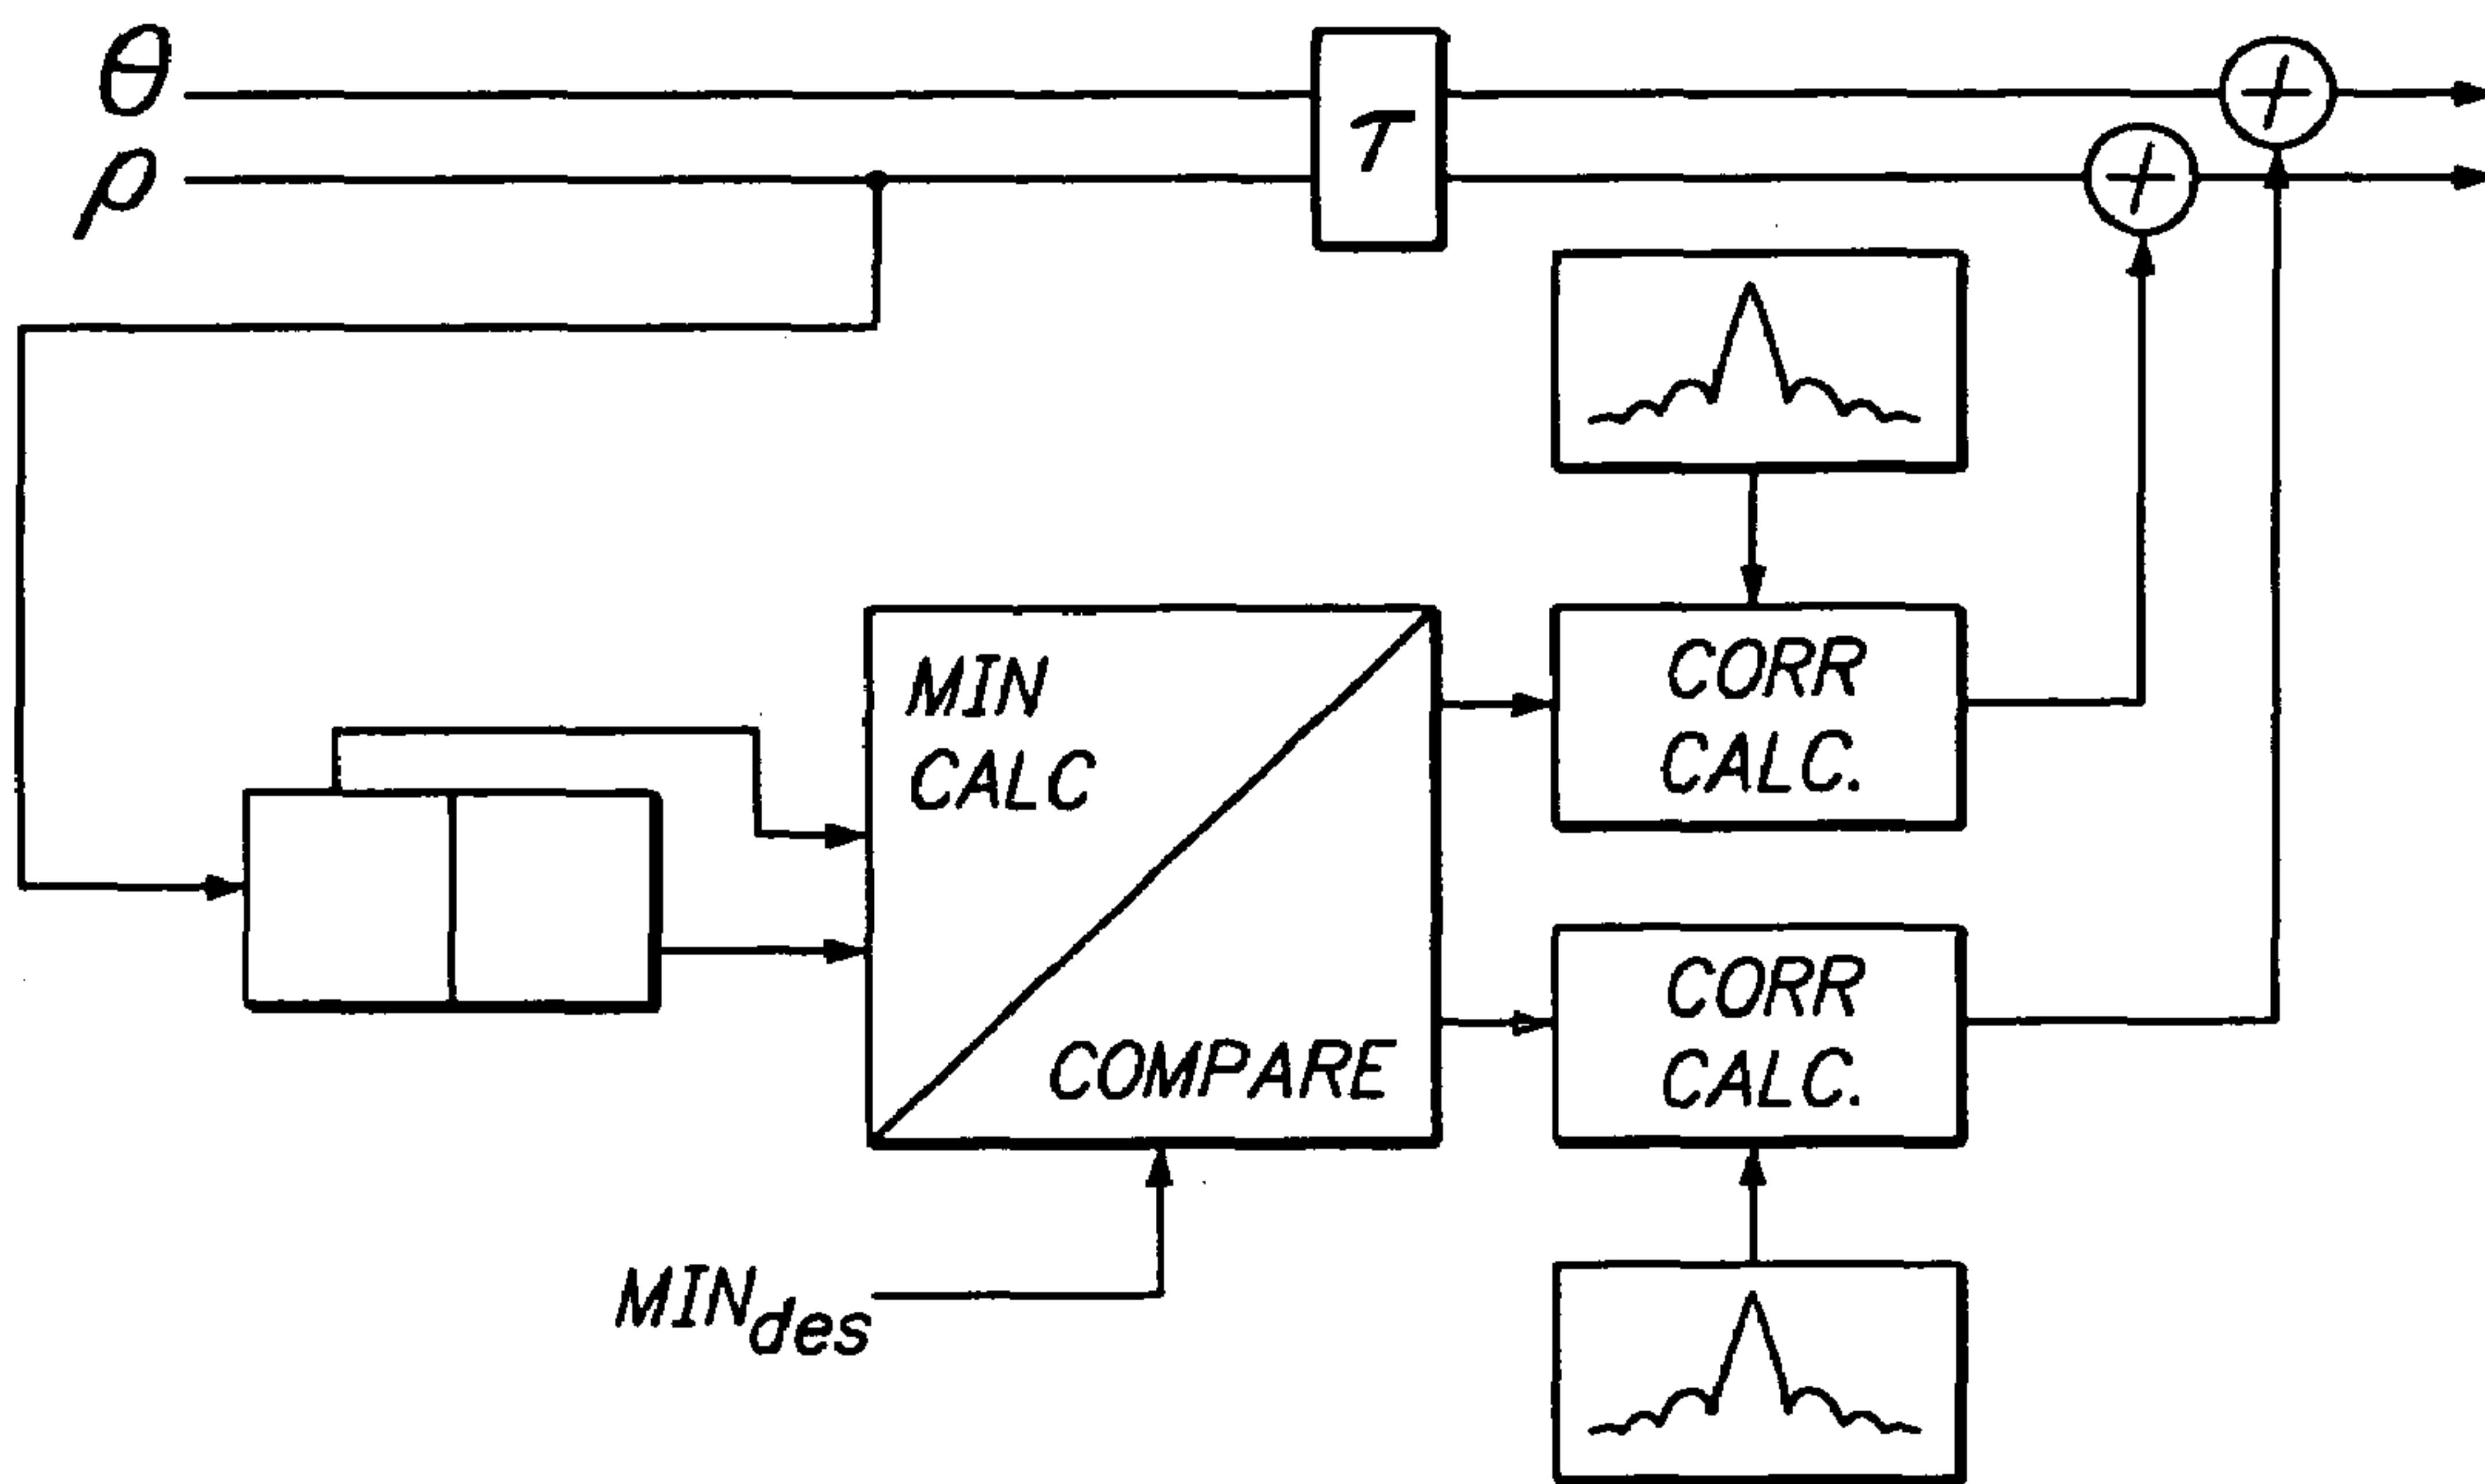 θ
ρ
τ
MIN
CALC
COMPARE
CORR
CALC.
CORR
CALC.
MINdes